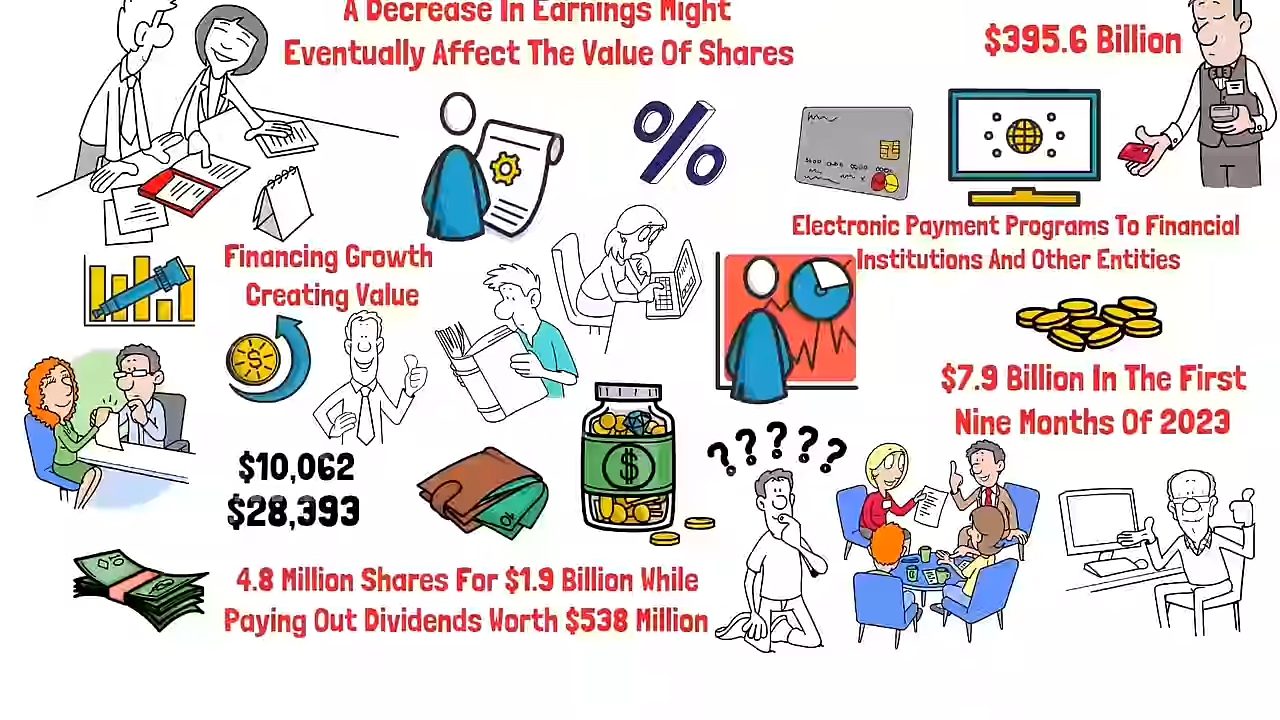 A Decrease In Earnings Might
Eventually Affect The Value Of Shares
$395.6 Billion
%
Electronic Payment Programs To Financial
Institutions And Other Entities
Financing Growth
Creating Value
$
$7.9 Billion In The First
Nine Months Of 2023
?????
$10,062
$28,393
$
4.8 Million Shares For $1.9 Billion While
Paying Out Dividends Worth $538 Million